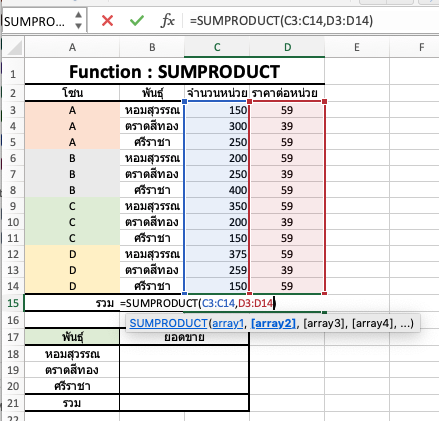 SUMPRO... =SUMPRODUCT(C3:C14,D3:D14)
A B C D E F
1 Function : SUMPRODUCT
2 โซน พันธุ์ จำนวนหน่วย ราคาต่อหน่วย
3 A หอมสุวรรณ 150 59
4 A ตราดสีทอง 300 39
5 A ศรีราชา 250 59
6 B หอมสุวรรณ 200 59
7 B ตราดสีทอง 250 39
8 B ศรีราชา 400 59
9 C หอมสุวรรณ 350 59
10 C ตราดสีทอง 200 39
11 C ศรีราชา 150 59
12 D หอมสุวรรณ 375 59
13 D ตราดสีทอง 259 39
14 D ศรีราชา 150 59
15 รวม =SUMPRODUCT(C3:C14,D3:D14)
16 SUMPRODUCT(array1, [array2], [array3], [array4], ...)
17 พันธุ์ ยอดขาย
18 หอมสุวรรณ
19 ตราดสีทอง
20 ศรีราชา
21 รวม
22